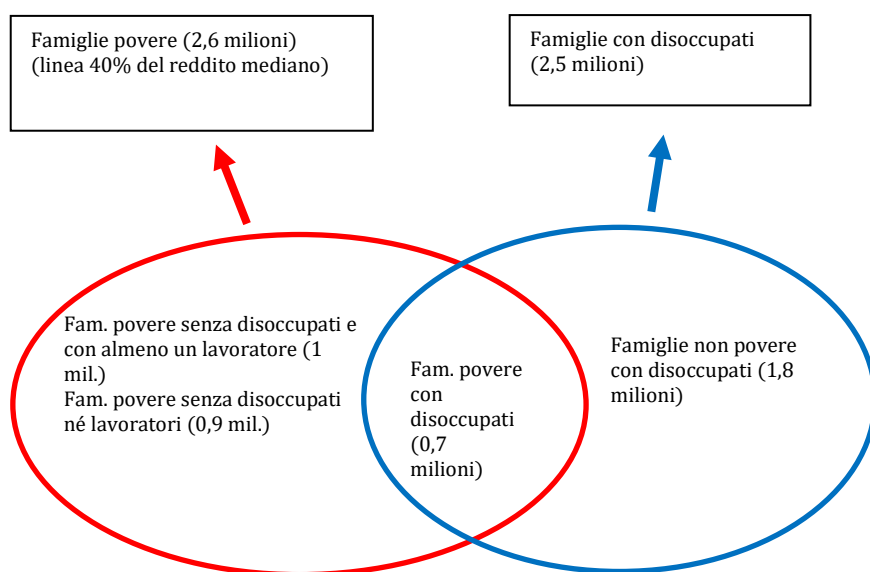 Famiglie povere (2,6 milioni)
(linea 40% del reddito mediano)
Famiglie con disoccupati
(2,5 milioni)
Fam. povere senza disoccupati e
con almeno un lavoratore (1
mil.)
Fam. povere senza disoccupati
né lavoratori (0,9 mil.)
Fam. povere
con
disoccupati
(0,7
milioni)
Famiglie non povere
con disoccupati (1,8
milioni)